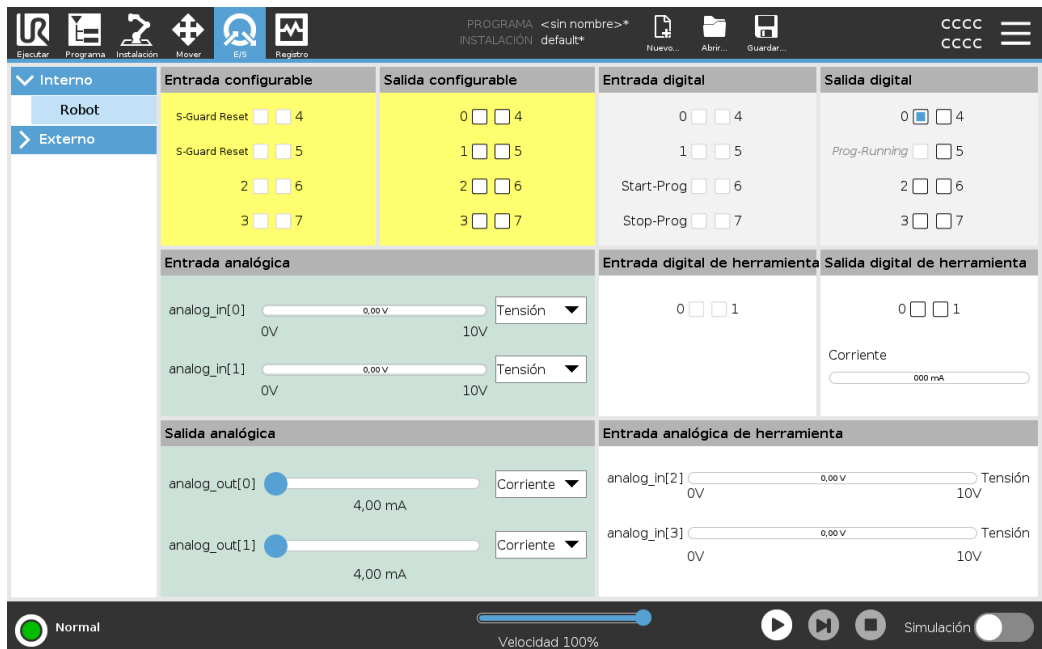 PROGRAMA <sin nombre>*
INSTALACIÓN default*
CCCC
CCCC
Ejecutar Programa Instalación Mover E/S Registro
Nuevo... Abrir... Guardar...
Interno
Robot
Externo
Entrada configurable
S-Guard Reset 4
S-Guard Reset 5
2 6
3 7
Salida configurable
0 4
1 5
2 6
3 7
Entrada digital
0 4
1 5
Start-Prog 6
Stop-Prog 7
Salida digital
0 4
Prog-Running 5
2 6
3 7
Entrada analógica
analog_in[0] 0,00 V Tensión
0V 10V
analog_in[1] 0,00 V Tensión
0V 10V
Entrada digital de herramienta
0 1
Salida digital de herramienta
0 1
Corriente
000 mA
Salida analógica
analog_out[0] Corriente
4,00 mA
analog_out[1] Corriente
4,00 mA
Entrada analógica de herramienta
analog_in[2] 0,00 V Tensión
0V 10V
analog_in[3] 0,00 V Tensión
0V 10V
Normal
Velocidad 100%
Simulación